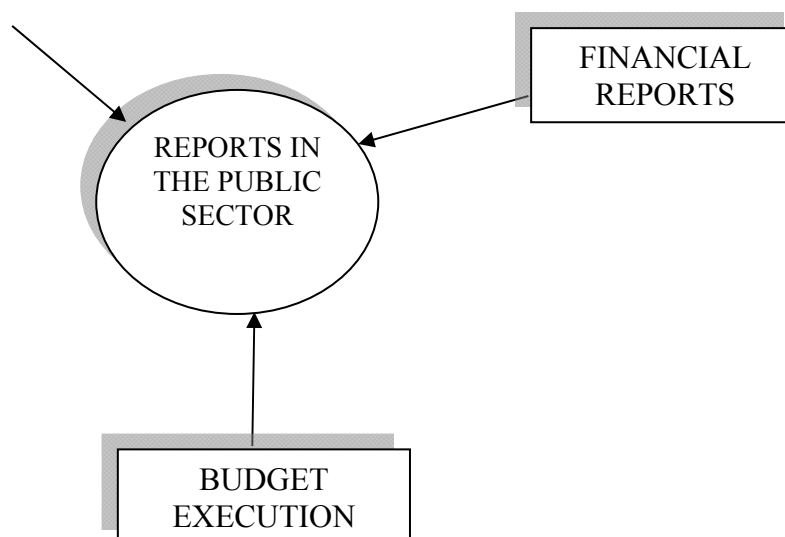 FINANCIAL
REPORTS
REPORTS IN
THE PUBLIC
SECTOR
BUDGET
EXECUTION